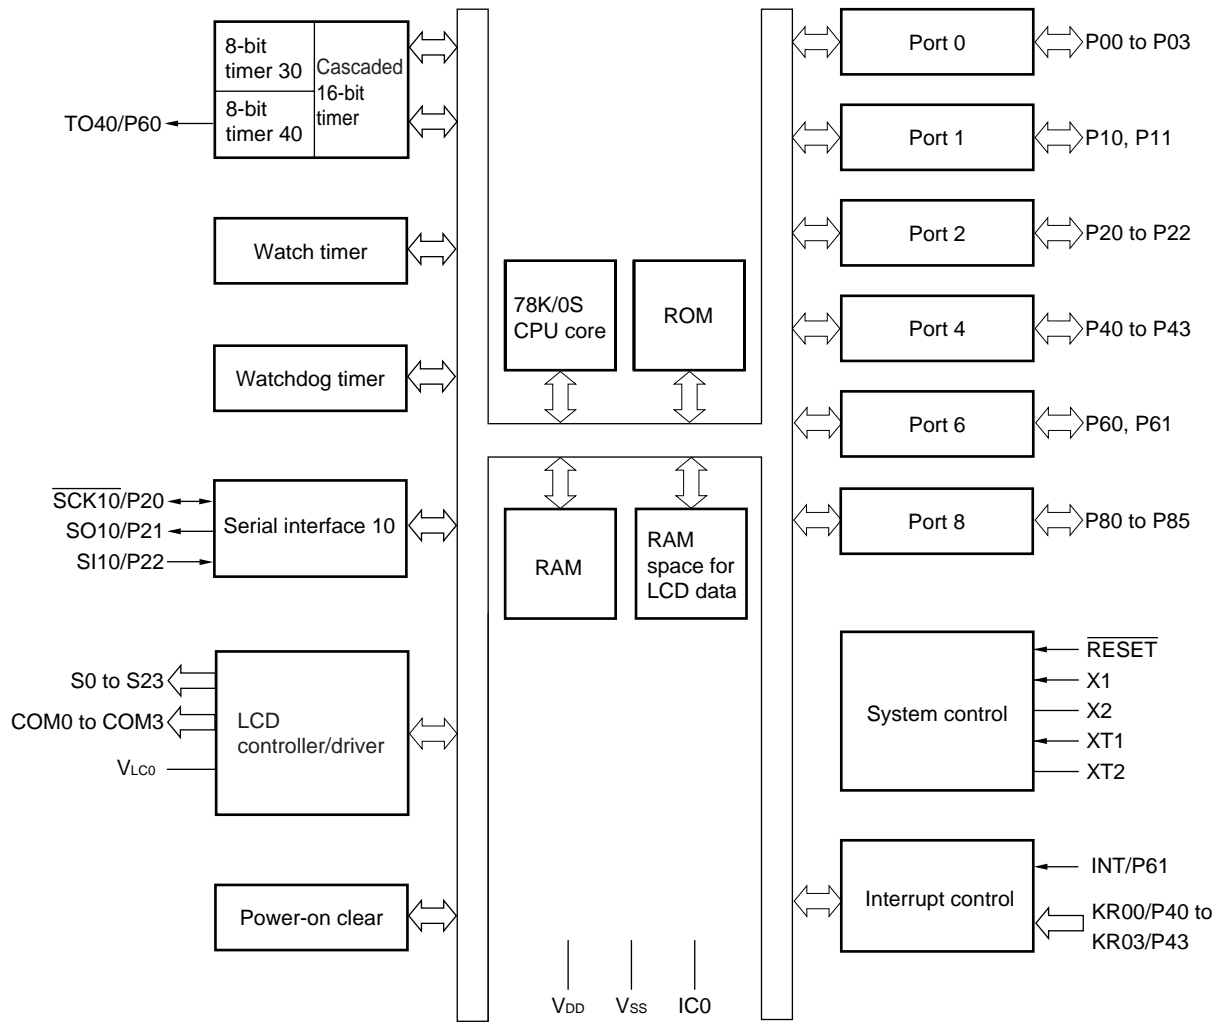 8-bit
timer 30
8-bit
timer 40
Cascaded
16-bit
timer
TO40/P60
Watch timer
Watchdog timer
SCK10/P20
SO10/P21
SI10/P22
Serial interface 10
S0 to S23
COM0 to COM3
VLC0
LCD
controller/driver
Power-on clear
78K/0S
CPU core
ROM
RAM
RAM
space for
LCD data
VDD
VSS
IC0
Port 0
P00 to P03
Port 1
P10, P11
Port 2
P20 to P22
Port 4
P40 to P43
Port 6
P60, P61
Port 8
P80 to P85
System control
RESET
X1
X2
XT1
XT2
Interrupt control
INT/P61
KR00/P40 to
KR03/P43